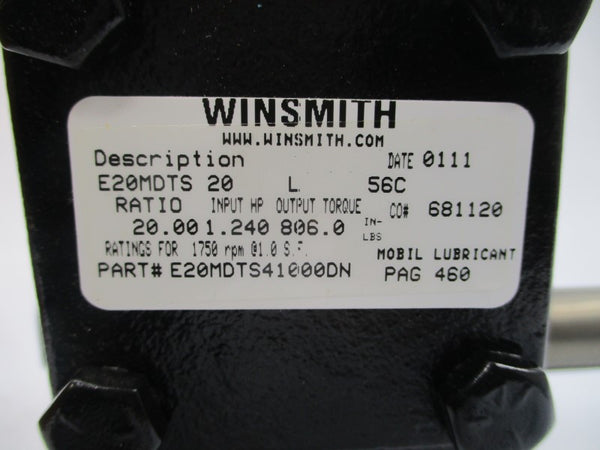 WINSMITH
WWW.WINSMITH.COM
Description DATE 0111
E20MDTS 20 L 56C
RATIO INPUT HP OUTPUT TORQUE CO# 681120
20.00 1.240 806.0 IN-LBS
RATINGS FOR 1750 rpm @1.0 S.F. MOBIL LUBRICANT
PART# E20MDTS41000DN PAG 460